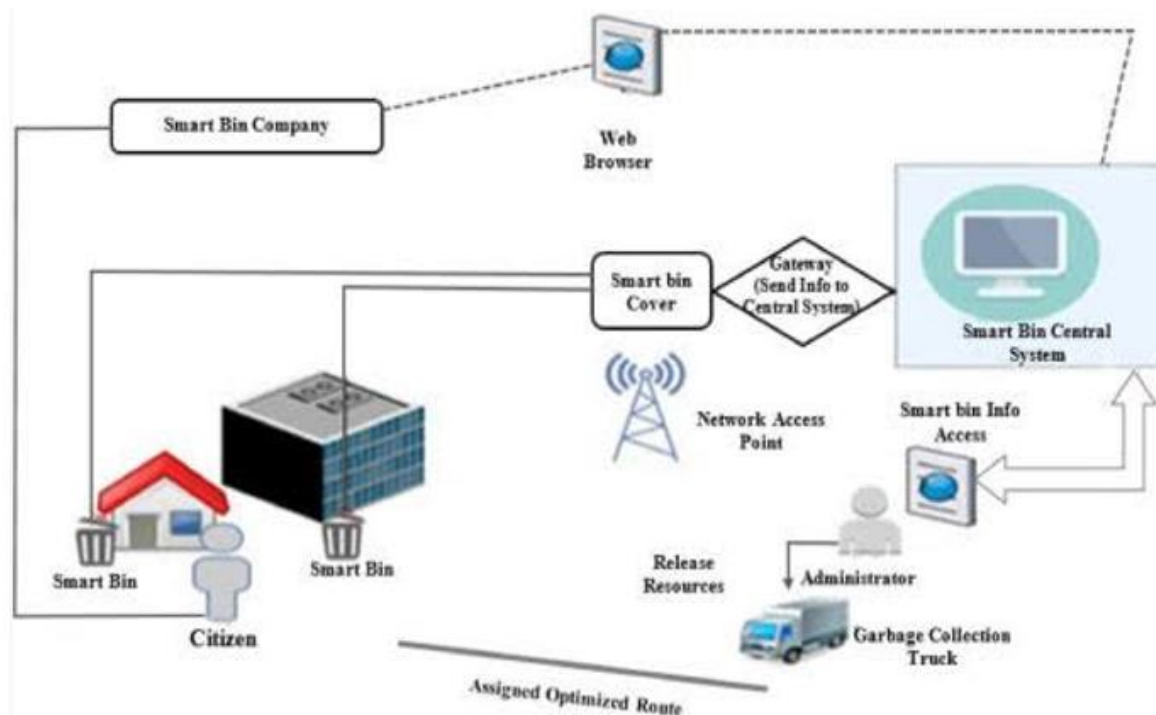 Smart Bin Company
Web
Browser
Smart bin
Cover
Gateway
(Send Info to
Central System)
Smart Bin Central
System
Network Access
Point
Smart bin Info
Access
Smart Bin
Smart Bin
Citizen
Release
Resources
Administrator
Garbage Collection
Truck
Assigned Optimized Route